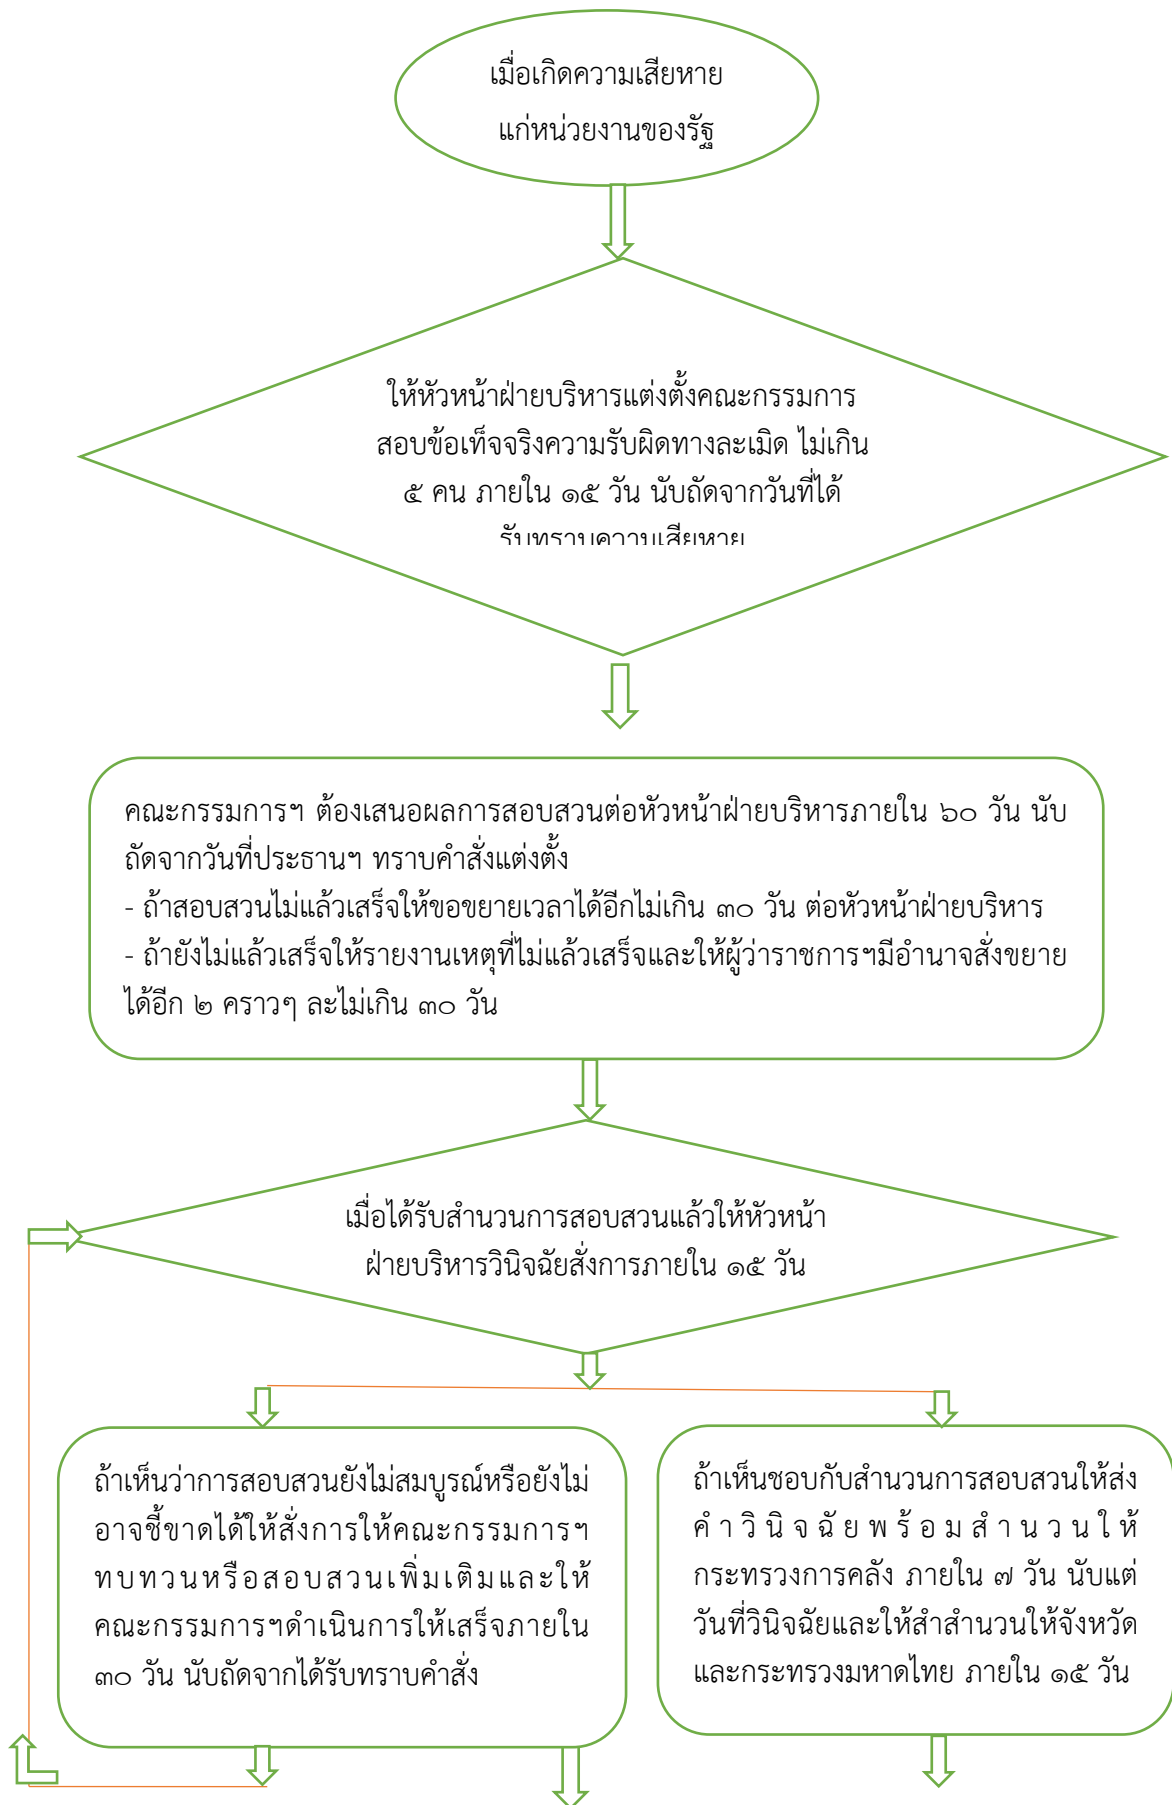 เมื่อเกิดความเสียหาย
แก่หน่วยงานของรัฐ
ให้หัวหน้าฝ่ายบริหารแต่งตั้งคณะกรรมการ
สอบข้อเท็จจริงความรับผิดทางละเมิด ไม่เกิน
๕ คน ภายใน ๑๕ วัน นับถัดจากวันที่ได้
รับทราบความเสียหาย
คณะกรรมการฯ ต้องเสนอผลการสอบสวนต่อหัวหน้าฝ่ายบริหารภายใน ๖๐ วัน นับ
ถัดจากวันที่ประธานฯ ทราบคำสั่งแต่งตั้ง
- ถ้าสอบสวนไม่แล้วเสร็จให้ขอขยายเวลาได้อีกไม่เกิน ๓๐ วัน ต่อหัวหน้าฝ่ายบริหาร
- ถ้ายังไม่แล้วเสร็จให้รายงานเหตุที่ไม่แล้วเสร็จและให้ผู้ว่าราชการฯมีอำนาจสั่งขยาย
ได้อีก ๒ คราวๆ ละไม่เกิน ๓๐ วัน
เมื่อได้รับสำนวนการสอบสวนแล้วให้หัวหน้า
ฝ่ายบริหารวินิจฉัยสั่งการภายใน ๑๕ วัน
ถ้าเห็นว่าการสอบสวนยังไม่สมบูรณ์หรือยังไม่
อาจชี้ขาดได้ให้สั่งการให้คณะกรรมการฯ
ทบทวนหรือสอบสวนเพิ่มเติมและให้
คณะกรรมการฯดำเนินการให้เสร็จภายใน
๓๐ วัน นับถัดจากได้รับทราบคำสั่ง
ถ้าเห็นชอบกับสำนวนการสอบสวนให้ส่ง
คำวินิจฉัยพร้อมสำนวนให้
กระทรวงการคลัง ภายใน ๗ วัน นับแต่
วันที่วินิจฉัยและให้สำสำนวนให้จังหวัด
และกระทรวงมหาดไทย ภายใน ๑๕ วัน